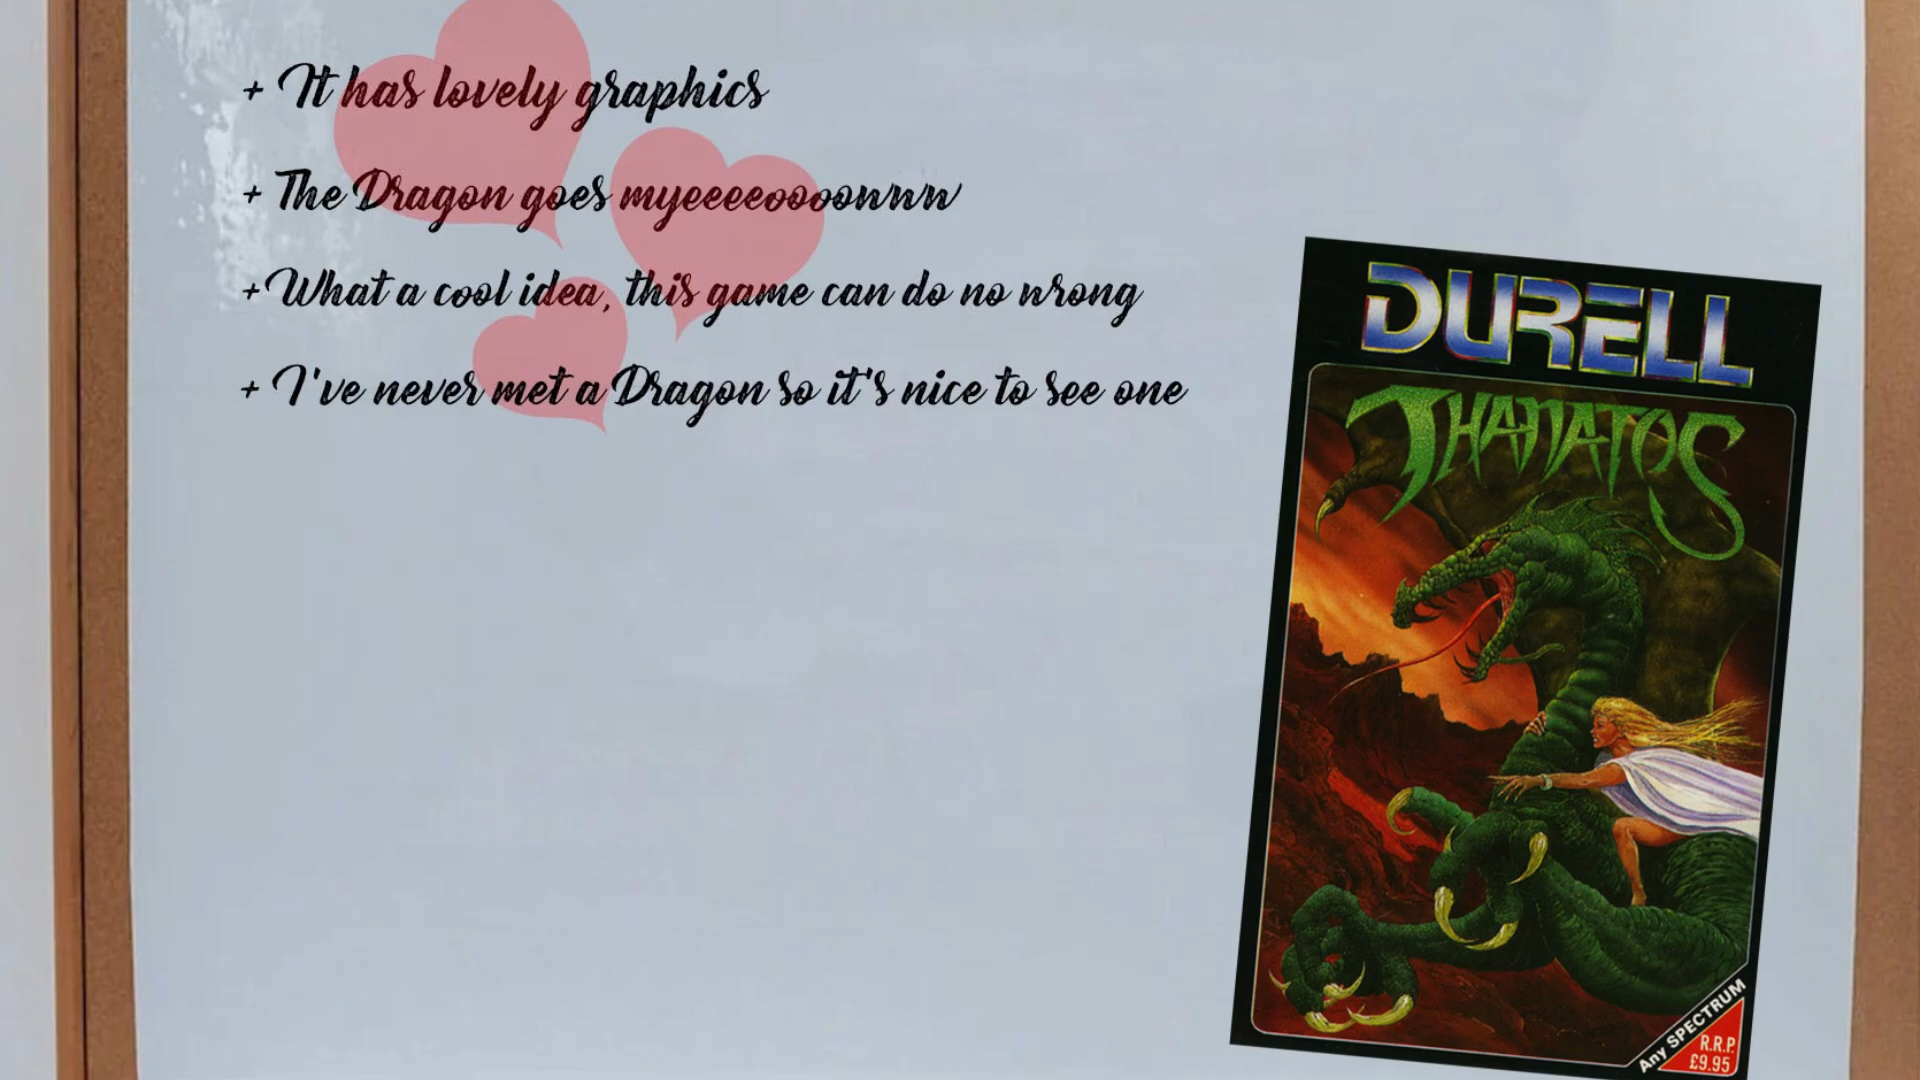 + It has lovely graphics
+ The Dragon goes myeeeeoooowww
+ What a cool idea, this game can do no wrong
+ I've never met a Dragon so it's nice to see one
DURELL
THANATOS
Any SPECTRUM
R.R.P.
£9.95